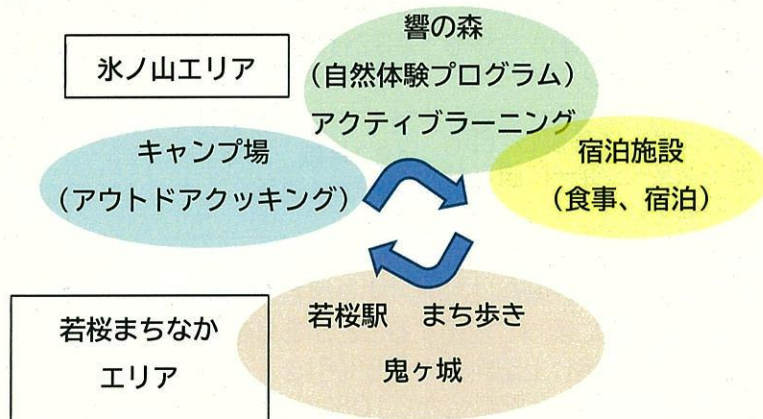 響の森
(自然体験プログラム)
アクティブラーニング
氷ノ山エリア
キャンプ場
(アウトドアクッキング)
宿泊施設
(食事、宿泊)
若桜駅　まち歩き
鬼ヶ城
若桜まちなか
エリア